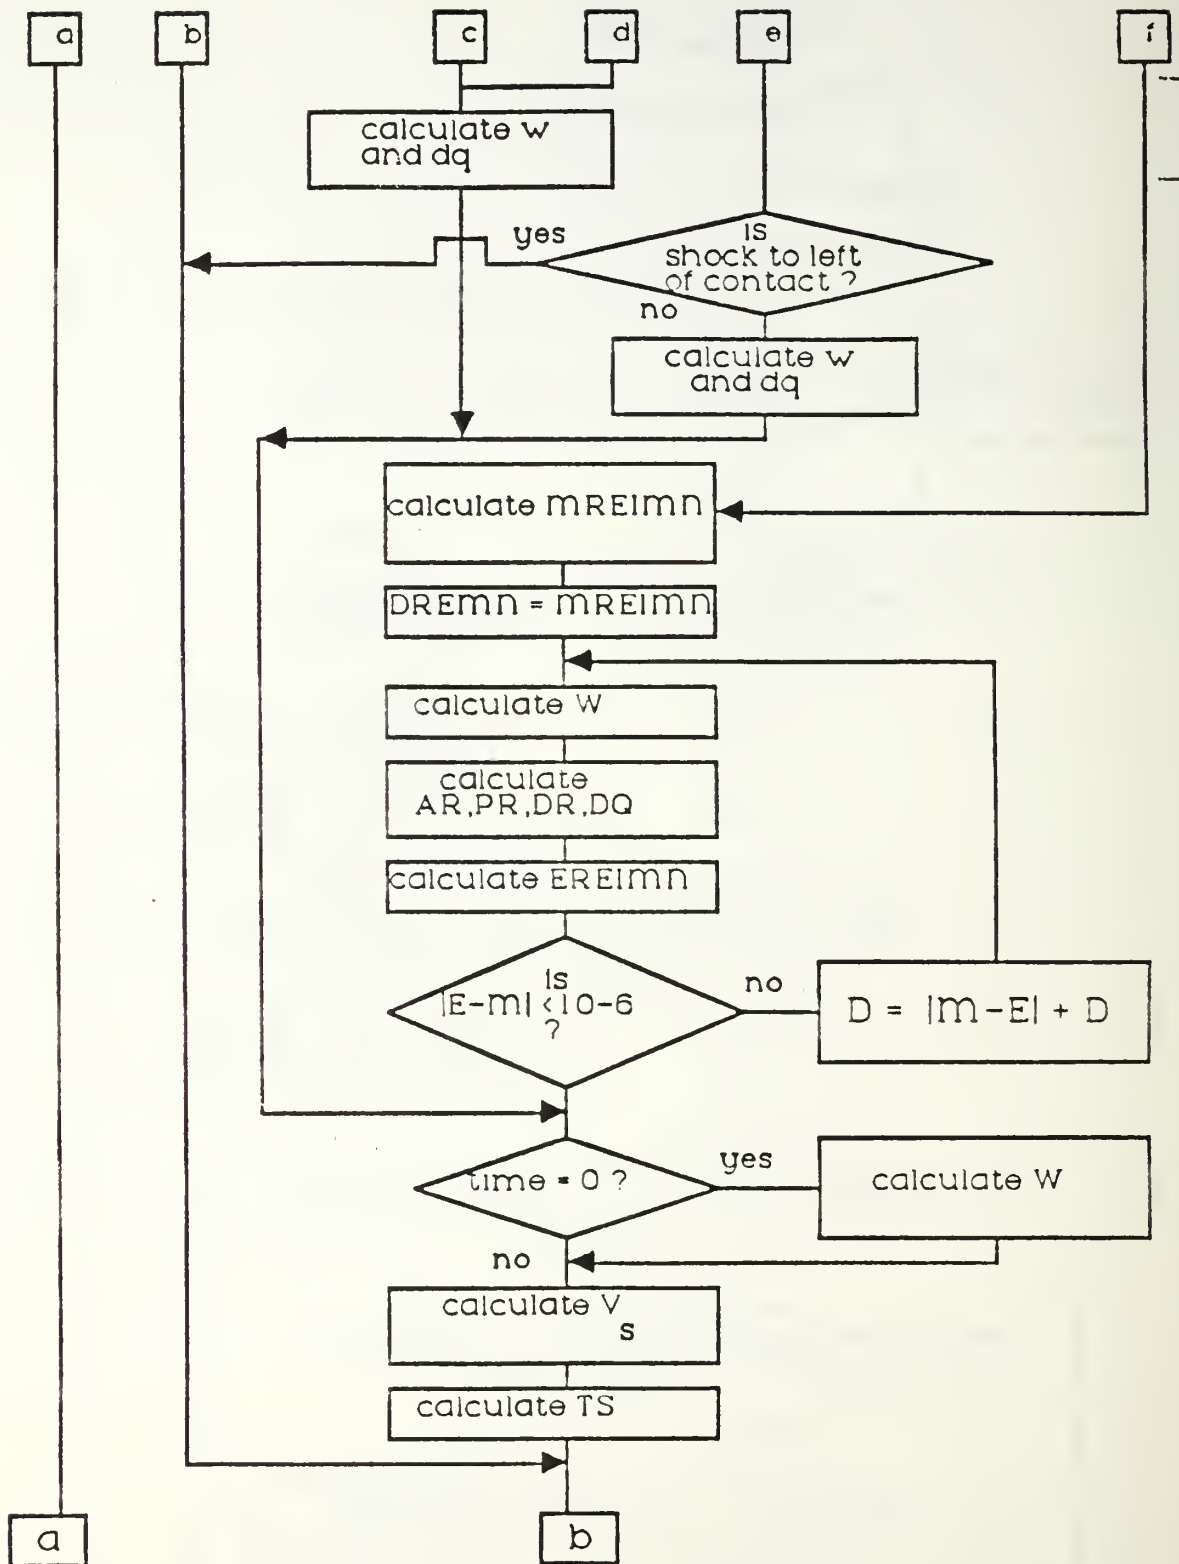 a b c d e f
calculate w
and dq
yes
is
shock to left
of contact ?
no
calculate w
and dq
calculate MREIMN
DREMN = MREIMN
calculate W
calculate
AR,PR,DR,DQ
calculate EREIMN
is
|E-M| <10-6
?
no
D = |M-E| + D
time = 0 ?
yes
calculate W
no
calculate V
s
calculate TS
a
b